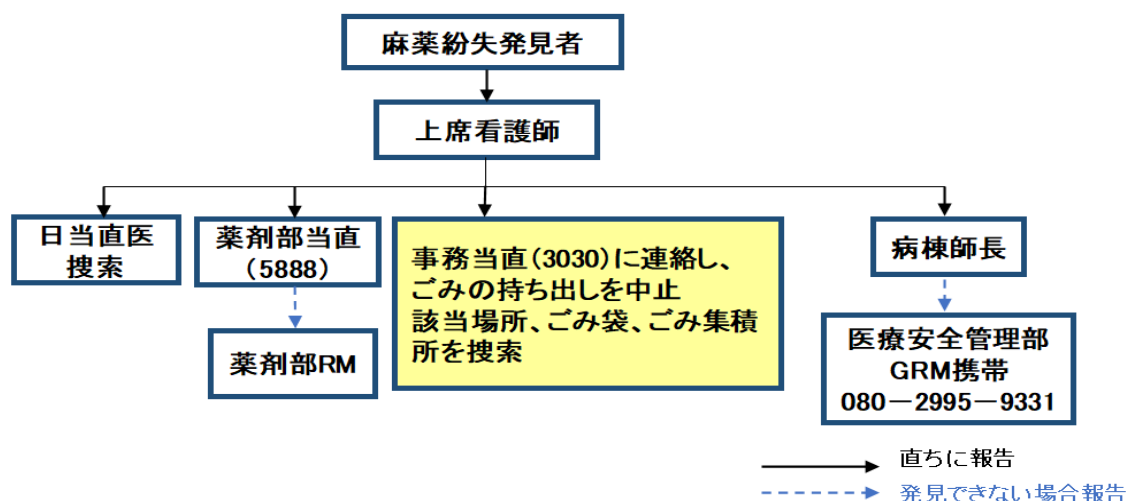 麻薬紛失発見者
上席看護師
日当直医
捜索
薬剤部当直
（5888）
薬剤部RM
事務当直（3030）に連絡し、
ごみの持ち出しを中止
該当場所、ごみ袋、ごみ集積
所を捜索
病棟師長
医療安全管理部
GRM携帯
080－2995－9331
直ちに報告
発見できない場合報告